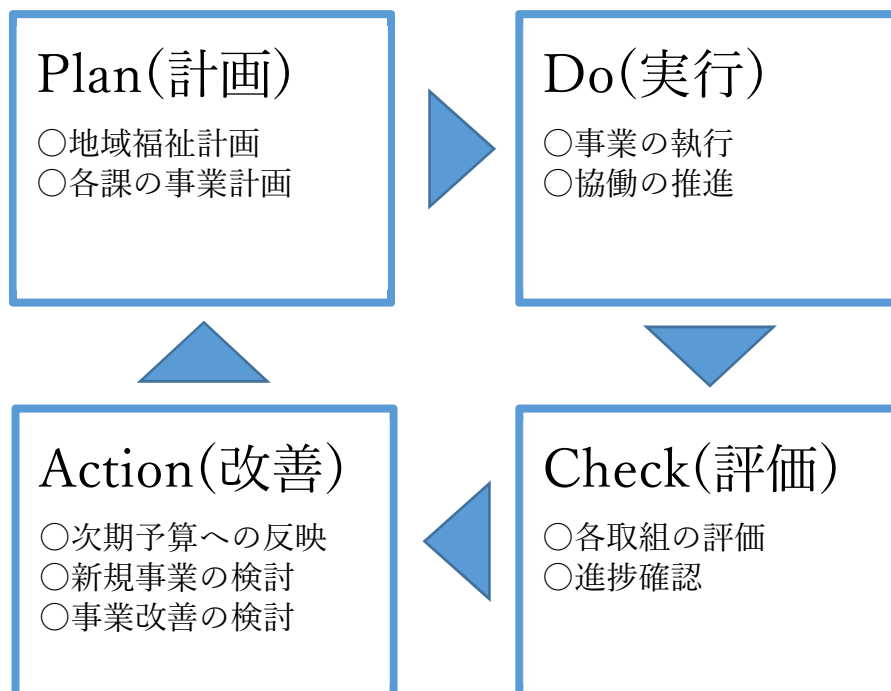 Plan(計画)
○地域福祉計画
○各課の事業計画
Do(実行)
○事業の執行
○協働の推進
Action(改善)
○次期予算への反映
○新規事業の検討
○事業改善の検討
Check(評価)
○各取組の評価
○進捗確認